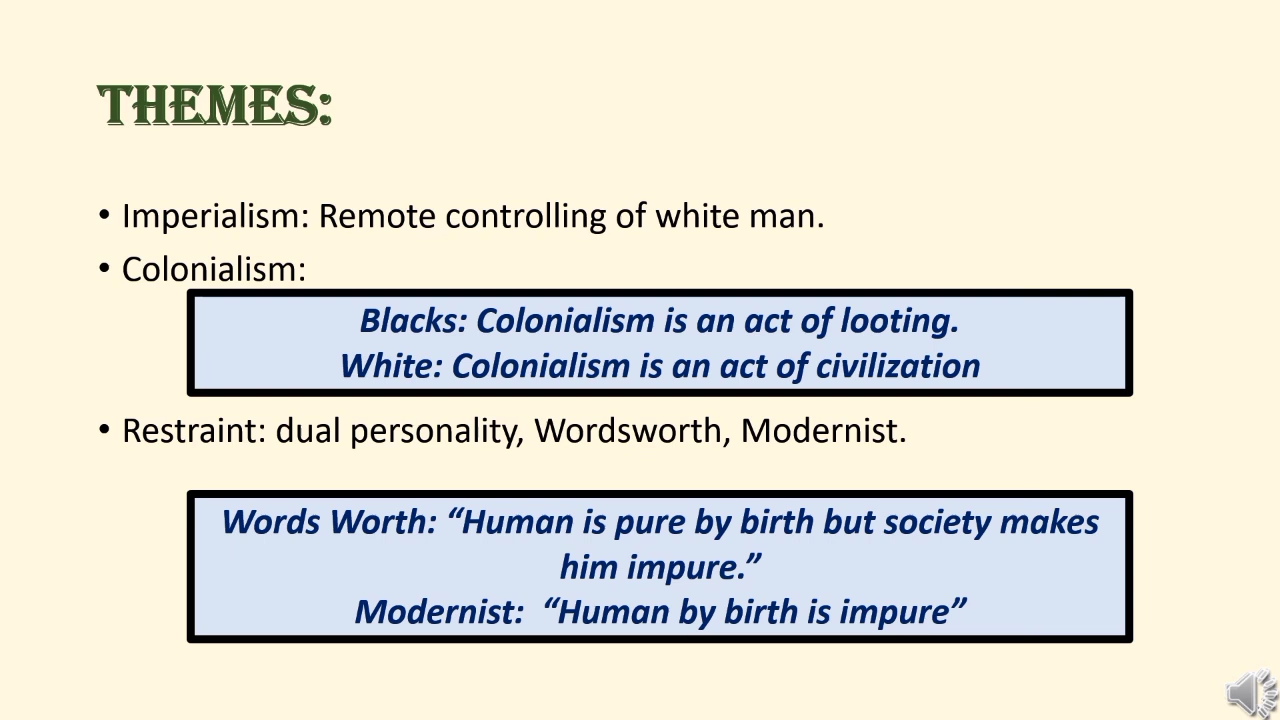 THEMES:
• Imperialism: Remote controlling of white man.
• Colonialism:
Blacks: Colonialism is an act of looting.
White: Colonialism is an act of civilization
• Restraint: dual personality, Wordsworth, Modernist.
Words Worth: “Human is pure by birth but society makes
him impure.”
Modernist:  “Human by birth is impure”